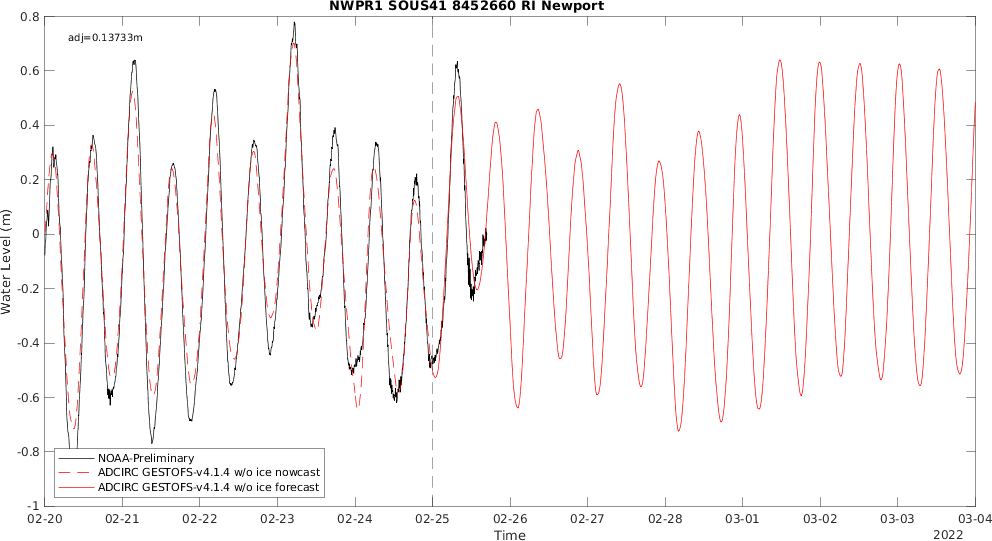 NWPR1 SOUS41 8452660 RI Newport
adj=0.13733m
0.8
0.6
0.4
0.2
0
-0.2
-0.4
-0.6
-0.8
-1
Water Level (m)
NOAA-Preliminary
ADCIRC GESTOFS-v4.1.4 w/o ice nowcast
ADCIRC GESTOFS-v4.1.4 w/o ice forecast
02-20 02-21 02-22 02-23 02-24 02-25 02-26 02-27 02-28 03-01 03-02 03-03 03-04
Time
2022